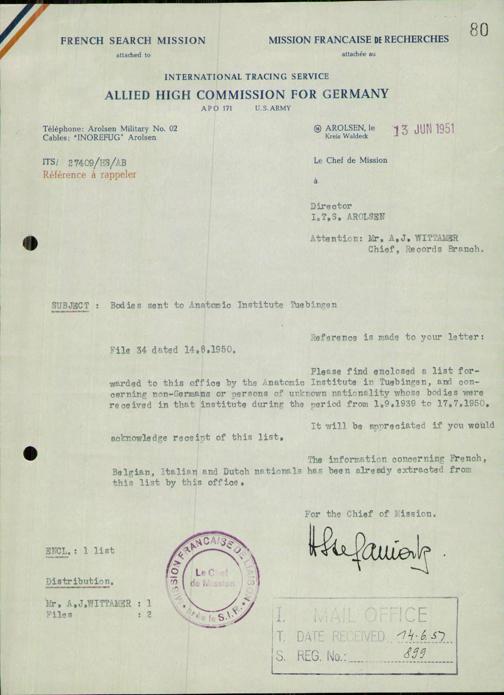 80
FRENCH SEARCH MISSION
attached to
MISSION FRANCAISE DE RECHERCHES
attachée au
INTERNATIONAL TRACING SERVICE
ALLIED HIGH COMMISSION FOR GERMANY
APO 171 U.S. ARMY
Téléphone: Arolsen Military No. 02
Cables: "INOREFUG" Arolsen
AROLSEN, le 13 JUN 1951
Kreis Waldeck
ITS/ 27409/HS/AB
Référence à rappeler
Le Chef de Mission
à
Director
I.T.S. AROLSEN
Attention: Mr. A.J. WITTAMER
Chief, Records Branch.
SUBJECT : Bodies sent to Anatomic Institute Tuebingen
Reference is made to your letter:
File 34 dated 14.8.1950.
Please find enclosed a list for-
warded to this office by the Anatomic Institute in Tuebingen, and con-
cerning non-Germans or persons of unknown nationality whose bodies were
received in that institute during the period from 1.9.1939 to 17.7.1950.
It will be appreciated if you would
acknowledge receipt of this list.
The information concerning French,
Belgian, Italian and Dutch nationals has been already extracted from
this list by this office.
For the Chief of Mission.
ENCL.: 1 list
Distribution.
Mr. A.J.WITTAMER : 1
Files : 2
MISSION FRANCAISE DE LIAISON
Le Chef
de Mission
S.I.R.
I. MAIL OFFICE
T. DATE RECEIVED 14.6.51
S. REG. No.: 899